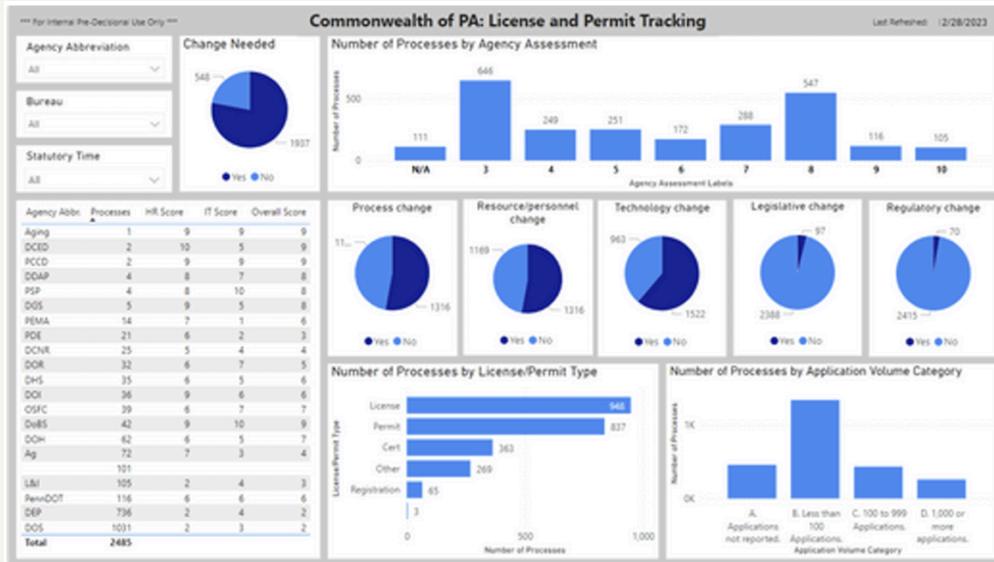 *** For Internal Pre-Decisional Use Only ***
Commonwealth of PA: License and Permit Tracking
Last Refreshed: 12/28/2023
Agency Abbreviation
All
Bureau
All
Statutory Time
All
Change Needed
548
1937
Yes No
Number of Processes by Agency Assessment
Number of Processes
500
0
111 646 249 251 172 288 547 116 105
N/A 3 4 5 6 7 8 9 10
Agency Assessment Labels
Agency Abbr. Processes HR Score IT Score Overall Score
Aging 1 9 9 9
DCED 2 10 5 9
PCCD 2 9 9 9
DDAP 4 8 7 8
PSP 4 8 10 8
DGS 5 9 5 8
PEMA 14 7 1 6
PDE 21 6 2 3
DCNR 25 5 4 4
DOR 32 6 7 5
DHS 35 6 5 6
DOI 36 9 6 6
OSFC 39 6 7 7
DoBS 42 9 10 9
DOH 62 6 5 7
Ag 72 7 3 4
101
L&I 105 2 4 3
PennDOT 116 6 6 6
DEP 736 2 4 2
DOS 1031 2 3 2
Total 2485
Process change
11...
1316
Yes No
Resource/personnel
change
1169
1316
Yes No
Technology change
963
1522
Yes No
Legislative change
97
2388
Yes No
Regulatory change
70
2415
Yes No
Number of Processes by License/Permit Type
License/Permit Type
License 948
Permit 837
Cert 363
Other 269
Registration 65
3
0 500 1,000
Number of Processes
Number of Processes by Application Volume Category
Number of Processes
1K
0K
A.
Applications
not reported.
B. Less than
100
Applications.
C. 100 to 999
Applications.
D. 1,000 or
more
applications.
Application Volume Category